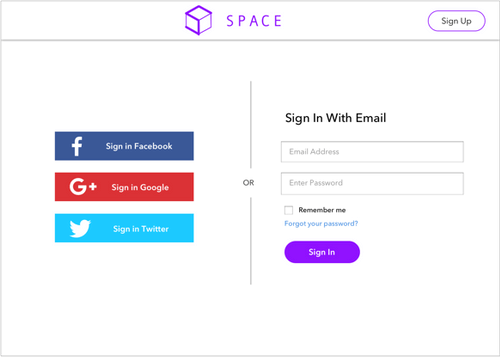 SPACE
Sign Up
Sign in Facebook
G+ Sign in Google
Sign in Twitter
OR
Sign In With Email
Email Address
Enter Password
Remember me
Forgot your password?
Sign In